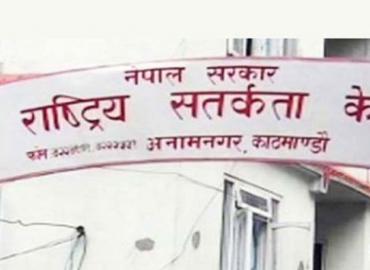 नेपाल सरकार
राष्ट्रिय सतर्कता के
फोन अनामनगर, काठमाण्डौ